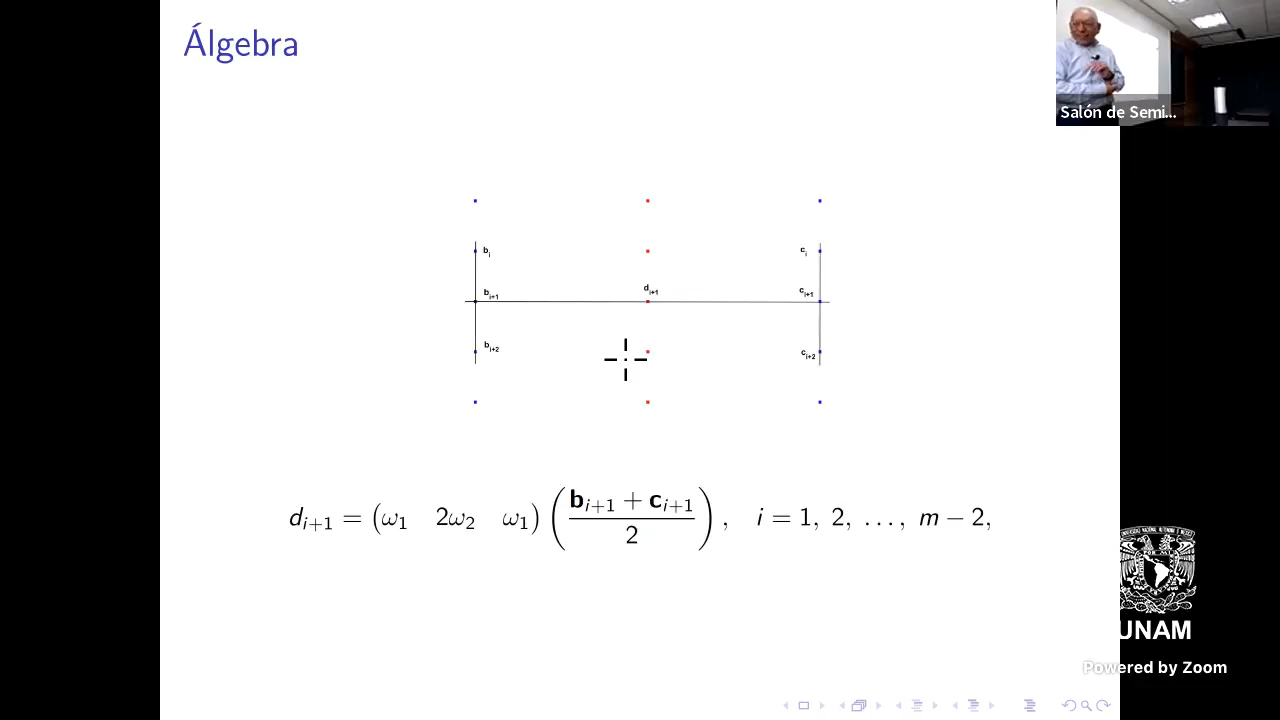 Álgebra
Salón de Semi...
b_i c_i
b_{i+1} d_{i+1} c_{i+1}
b_{i+2} c_{i+2}
d_{i+1} = (ω_1 2ω_2 ω_1) ( (b_{i+1} + c_{i+1}) / 2 ), i = 1, 2, ..., m − 2,
UNAM
Powered by Zoom